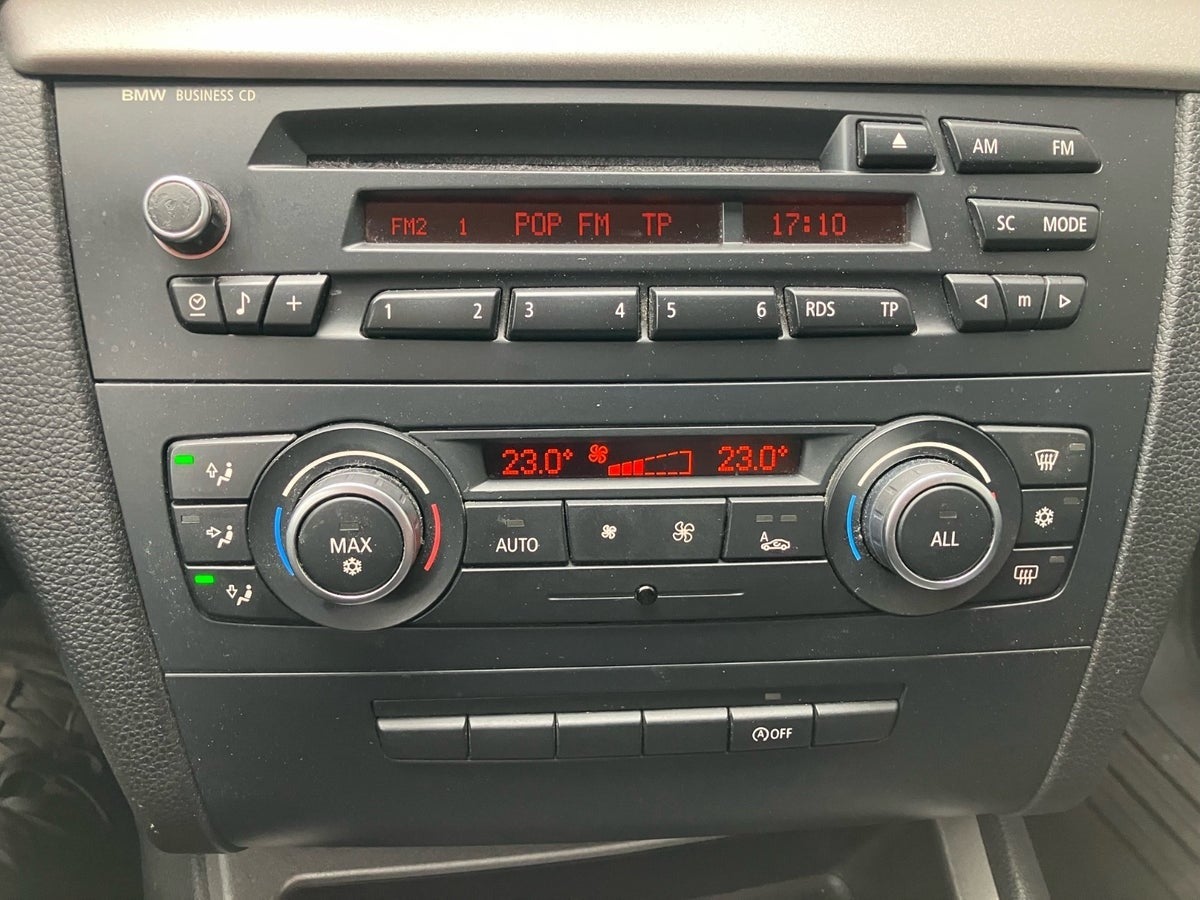 BMW BUSINESS CD
AM FM
FM2 1 POP FM TP 17:10
SC MODE
1 2 3 4 5 6 RDS TP
m
23.0° 23.0°
MAX
AUTO
A
ALL
A OFF